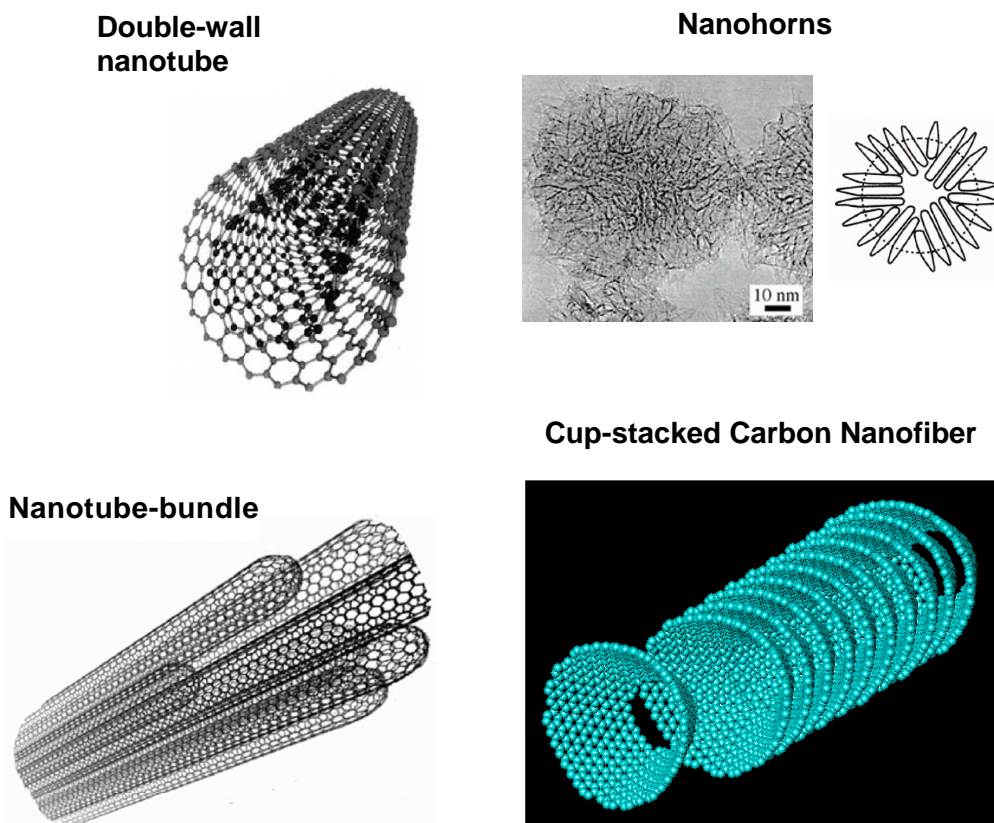 Double-wall
nanotube
Nanohorns
10 nm
Cup-stacked Carbon Nanofiber
Nanotube-bundle